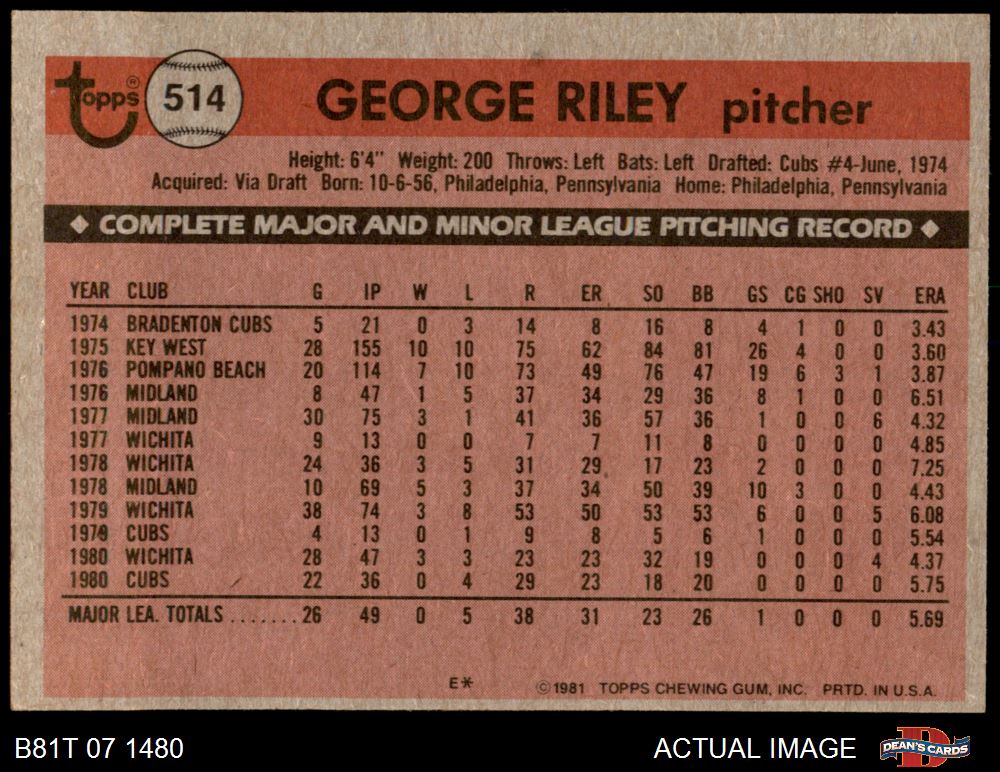 Topps® 514 GEORGE RILEY pitcher
Height: 6'4" Weight: 200 Throws: Left Bats: Left Drafted: Cubs #4-June, 1974
Acquired: Via Draft Born: 10-6-56, Philadelphia, Pennsylvania Home: Philadelphia, Pennsylvania
◆ COMPLETE MAJOR AND MINOR LEAGUE PITCHING RECORD ◆
YEAR CLUB G IP W L R ER SO BB GS CG SHO SV ERA
1974 BRADENTON CUBS 5 21 0 3 14 8 16 8 4 1 0 0 3.43
1975 KEY WEST 28 155 10 10 75 62 84 81 26 4 0 0 3.60
1976 POMPANO BEACH 20 114 7 10 73 49 76 47 19 6 3 1 3.87
1976 MIDLAND 8 47 1 5 37 34 29 36 8 1 0 0 6.51
1977 MIDLAND 30 75 3 1 41 36 57 36 1 0 0 6 4.32
1977 WICHITA 9 13 0 0 7 7 11 8 0 0 0 0 4.85
1978 WICHITA 24 36 3 5 31 29 17 23 2 0 0 0 7.25
1978 MIDLAND 10 69 5 3 37 34 50 39 10 3 0 0 4.43
1979 WICHITA 38 74 3 8 53 50 53 53 6 0 0 5 6.08
1979 CUBS 4 13 0 1 9 8 5 6 1 0 0 0 5.54
1980 WICHITA 28 47 3 3 23 23 32 19 0 0 0 4 4.37
1980 CUBS 22 36 0 4 29 23 18 20 0 0 0 0 5.75
MAJOR LEA. TOTALS ....... 26 49 0 5 38 31 23 26 1 0 0 0 5.69
E* ©1981 TOPPS CHEWING GUM, INC. PRTD. IN U.S.A.
B81T 07 1480 ACTUAL IMAGE DEAN'S CARDS